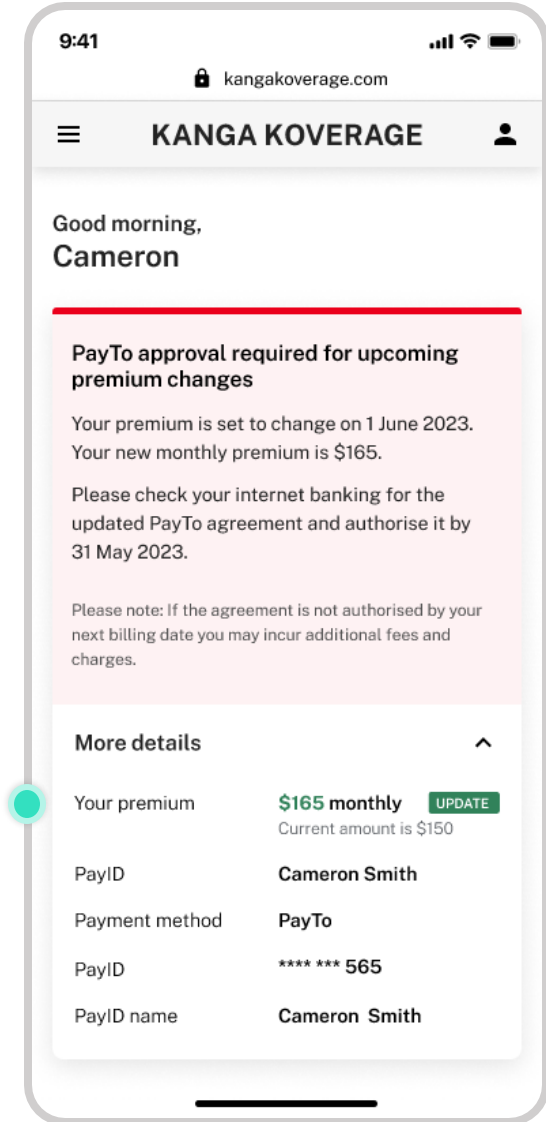 9:41
kangakoverage.com
KANGA KOVERAGE
Good morning,
Cameron
PayTo approval required for upcoming
premium changes
Your premium is set to change on 1 June 2023.
Your new monthly premium is $165.
Please check your internet banking for the
updated PayTo agreement and authorise it by
31 May 2023.
Please note: If the agreement is not authorised by your
next billing date you may incur additional fees and
charges.
More details
Your premium $165 monthly UPDATE
Current amount is $150
PayID Cameron Smith
Payment method PayTo
PayID **** *** 565
PayID name Cameron Smith